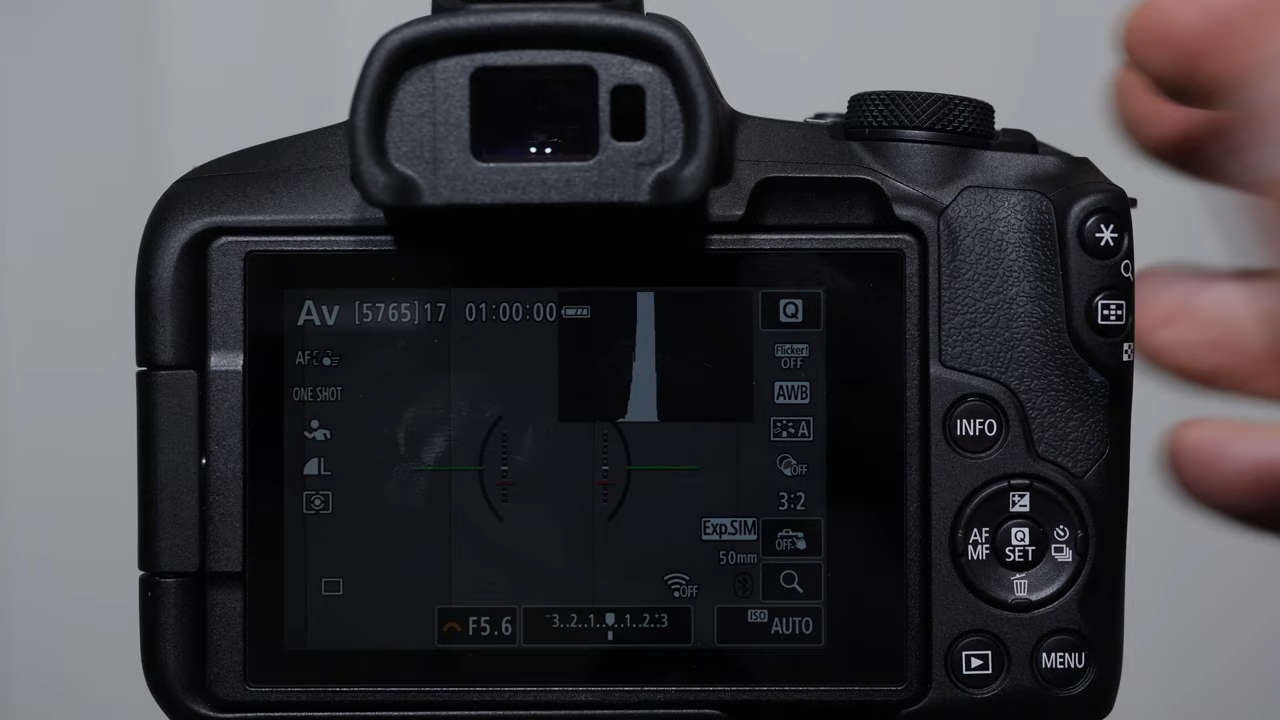 Av [5765]17 01:00:00
Q
AF
Flicker!
OFF
ONE SHOT
AWB
A
L
OFF
3:2
Exp.SIM
OFF
50mm
OFF
F5.6
-3..2..1..▮..1..2..+3
ISO
AUTO
INFO
AF
MF
Q
SET
MENU